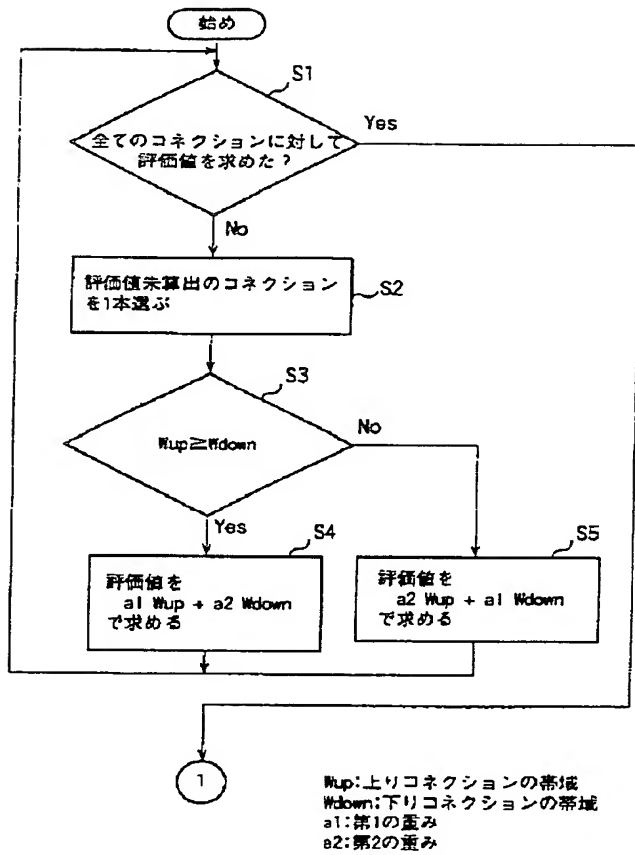 始め
S1
全てのコネクションに対して
評価値を求めた？
Yes
No
評価値未算出のコネクション
を1本選ぶ
S2
S3
Wup≧Wdown
No
Yes
S4
評価値を
a1 Wup + a2 Wdown
で求める
S5
評価値を
a2 Wup + a1 Wdown
で求める
1
Wup:上りコネクションの帯域
Wdown:下りコネクションの帯域
a1:第1の重み
a2:第2の重み